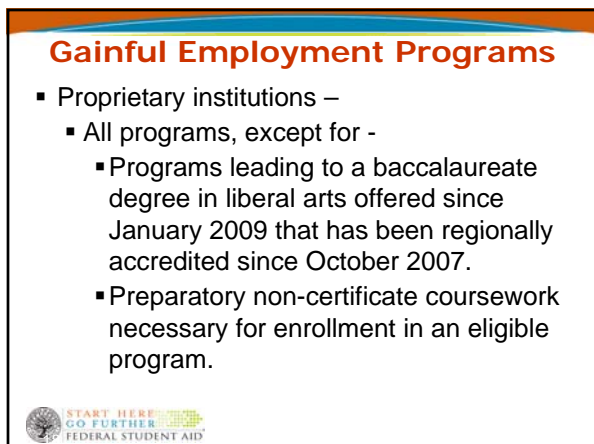 Gainful Employment Programs
▪ Proprietary institutions –
▪ All programs, except for -
▪ Programs leading to a baccalaureate
degree in liberal arts offered since
January 2009 that has been regionally
accredited since October 2007.
▪ Preparatory non-certificate coursework
necessary for enrollment in an eligible
program.
START HERE
GO FURTHER
FEDERAL STUDENT AID